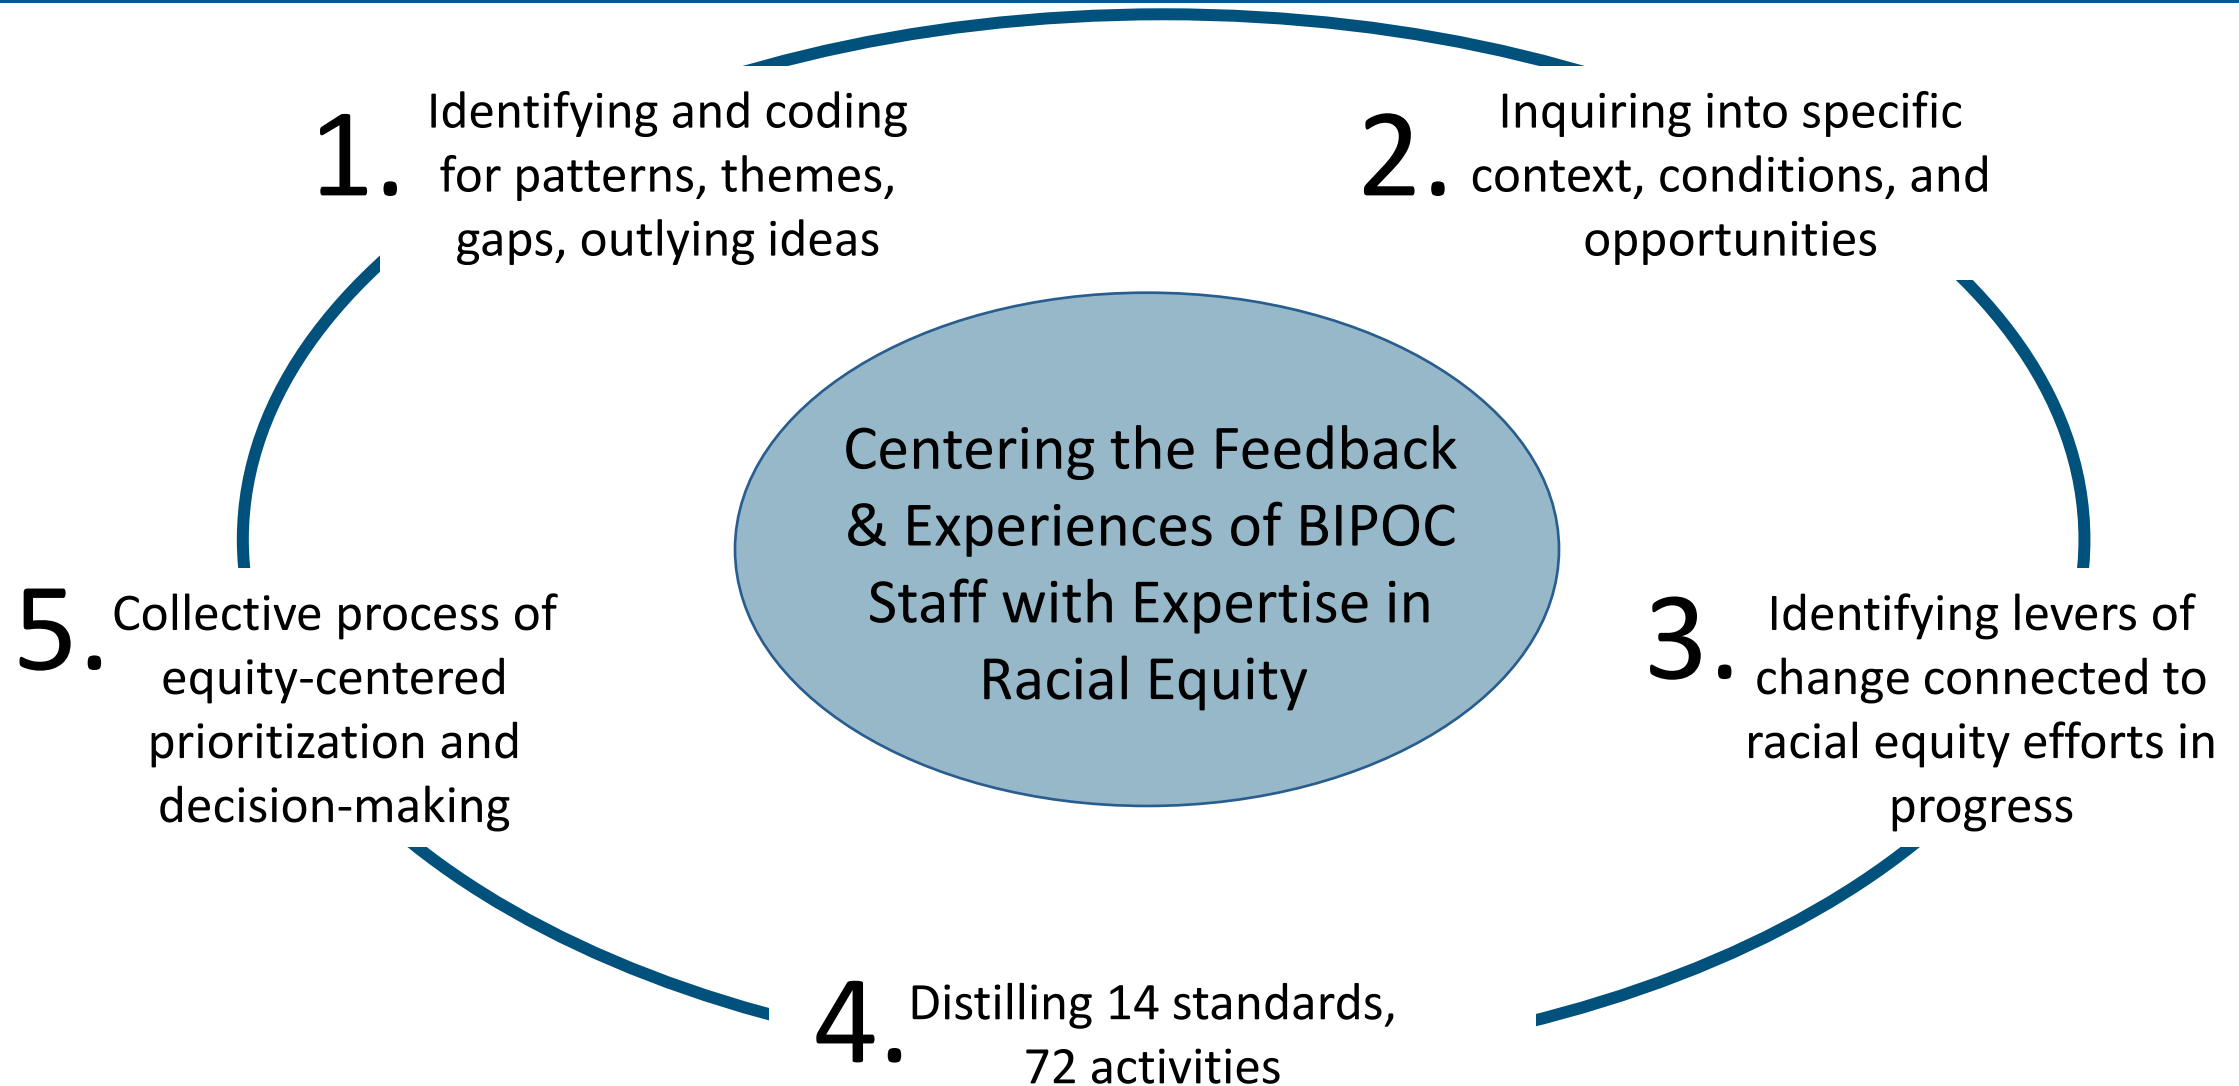 1. Identifying and coding
for patterns, themes,
gaps, outlying ideas
2. Inquiring into specific
context, conditions, and
opportunities
Centering the Feedback
& Experiences of BIPOC
Staff with Expertise in
Racial Equity
3. Identifying levers of
change connected to
racial equity efforts in
progress
4. Distilling 14 standards,
72 activities
5. Collective process of
equity-centered
prioritization and
decision-making